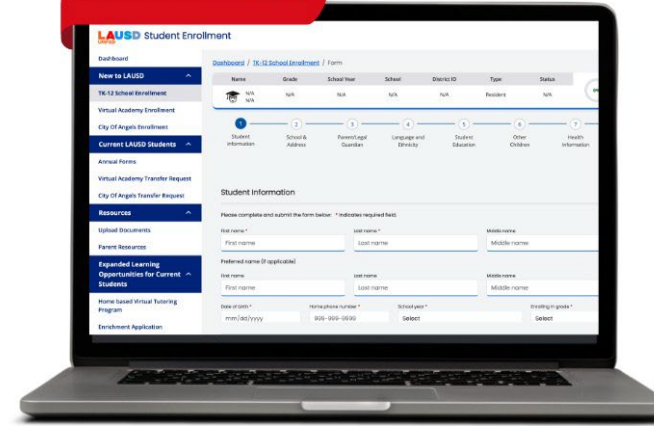 LAUSD Student Enrollment
UNIFIED
Dashboard
New to LAUSD
TK-12 School Enrollment
Virtual Academy Enrollment
City Of Angels Enrollment
Current LAUSD Students
Annual Forms
Virtual Academy Transfer Request
City Of Angels Transfer Request
Resources
Upload Documents
Parent Resources
Expanded Learning
Opportunities for Current
Students
Home based Virtual Tutoring
Program
Enrichment Application
Dashboard / TK-12 School Enrollment / Form
Name Grade School Year School District ID Type Status
N/A N/A N/A N/A N/A Resident N/A
N/A
1 2 3 4 5 6 7
Student Information
School & Address
Parent/Legal Guardian
Language and Ethnicity
Student Education
Other Children
Health Information
Student Information
Please complete and submit the form below: * indicates required field.
First name * Last name * Middle name
First name Last name Middle name
Preferred name (if applicable)
First name Last name Middle name
First name Last name Middle name
Date of birth * Home phone number * School year * Enrolling in grade *
mm/dd/yyyy 999-999-9999 Select Select